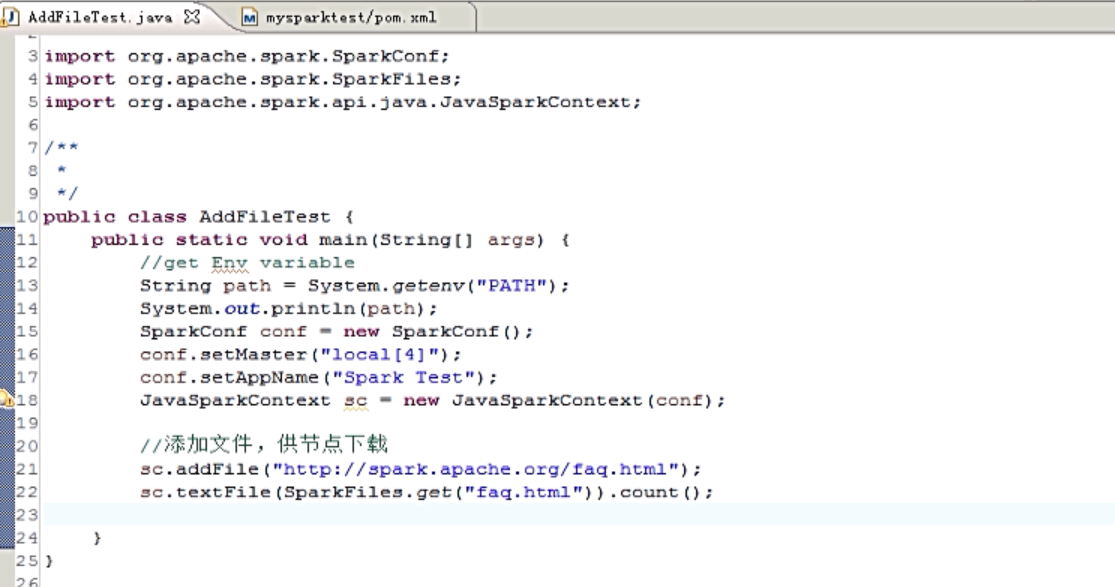 AddFileTest.java mysparktest/pom.xml
3 import org.apache.spark.SparkConf;
4 import org.apache.spark.SparkFiles;
5 import org.apache.spark.api.java.JavaSparkContext;
6
7 /**
8 *
9 */
10 public class AddFileTest {
11 public static void main(String[] args) {
12 //get Env variable
13 String path = System.getenv("PATH");
14 System.out.println(path);
15 SparkConf conf = new SparkConf();
16 conf.setMaster("local[4]");
17 conf.setAppName("Spark Test");
18 JavaSparkContext sc = new JavaSparkContext(conf);
19
20 //添加文件，供节点下载
21 sc.addFile("http://spark.apache.org/faq.html");
22 sc.textFile(SparkFiles.get("faq.html")).count();
23
24 }
25 }
26